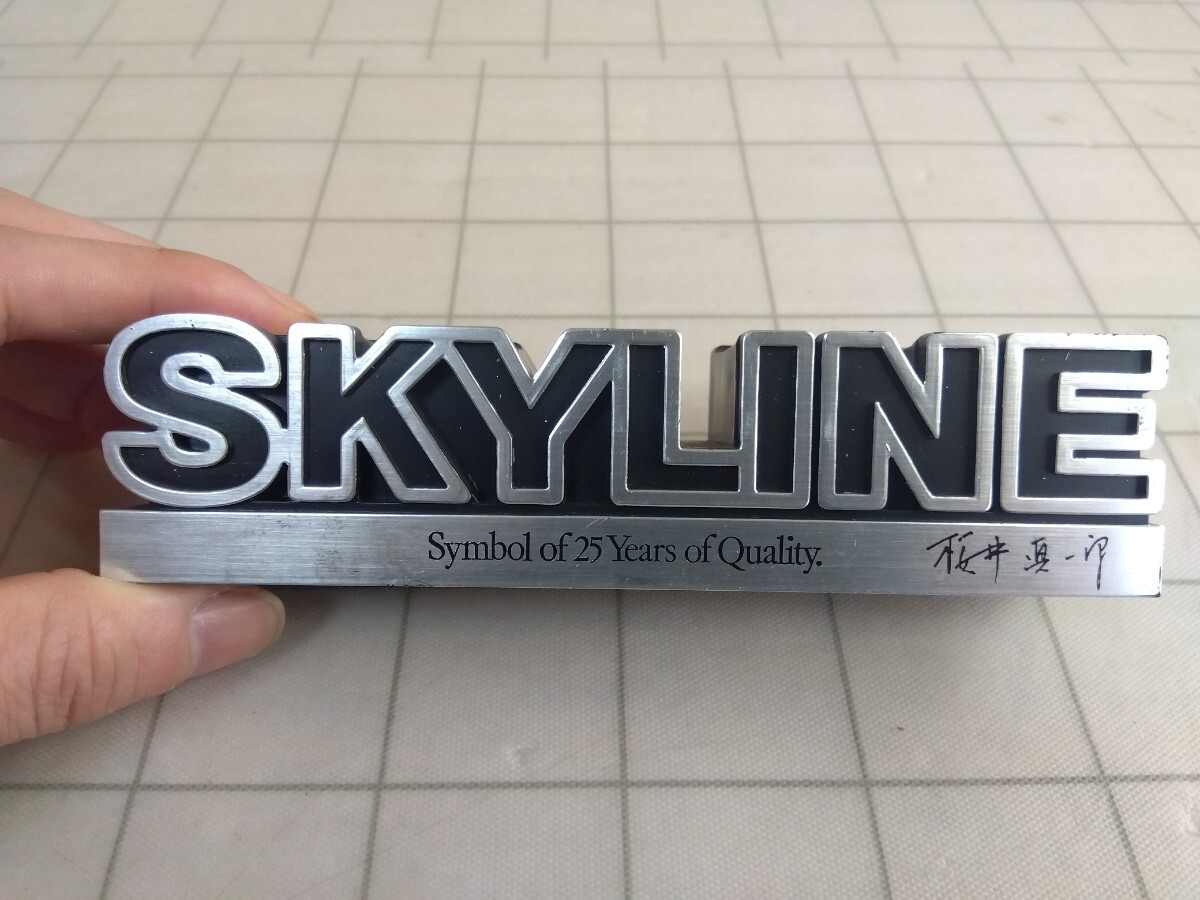 SKYLINE
Symbol of 25 Years of Quality.
桜井眞一郎